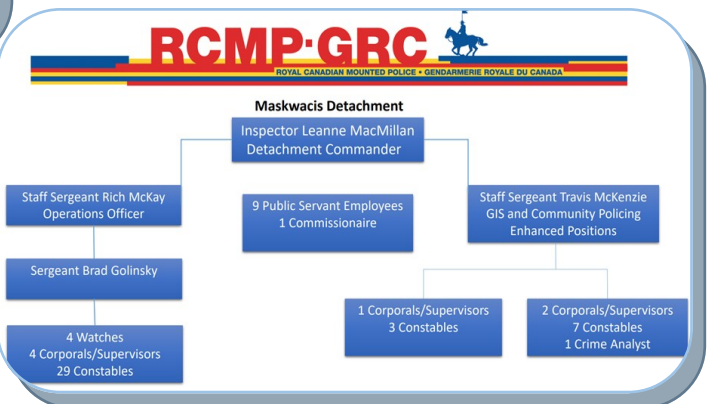 RCMP·GRC
ROYAL CANADIAN MOUNTED POLICE • GENDARMERIE ROYALE DU CANADA
Maskwacis Detachment
Inspector Leanne MacMillan
Detachment Commander
Staff Sergeant Rich McKay
Operations Officer
9 Public Servant Employees
1 Commissionaire
Staff Sergeant Travis McKenzie
GIS and Community Policing
Enhanced Positions
Sergeant Brad Golinsky
4 Watches
4 Corporals/Supervisors
29 Constables
1 Corporals/Supervisors
3 Constables
2 Corporals/Supervisors
7 Constables
1 Crime Analyst